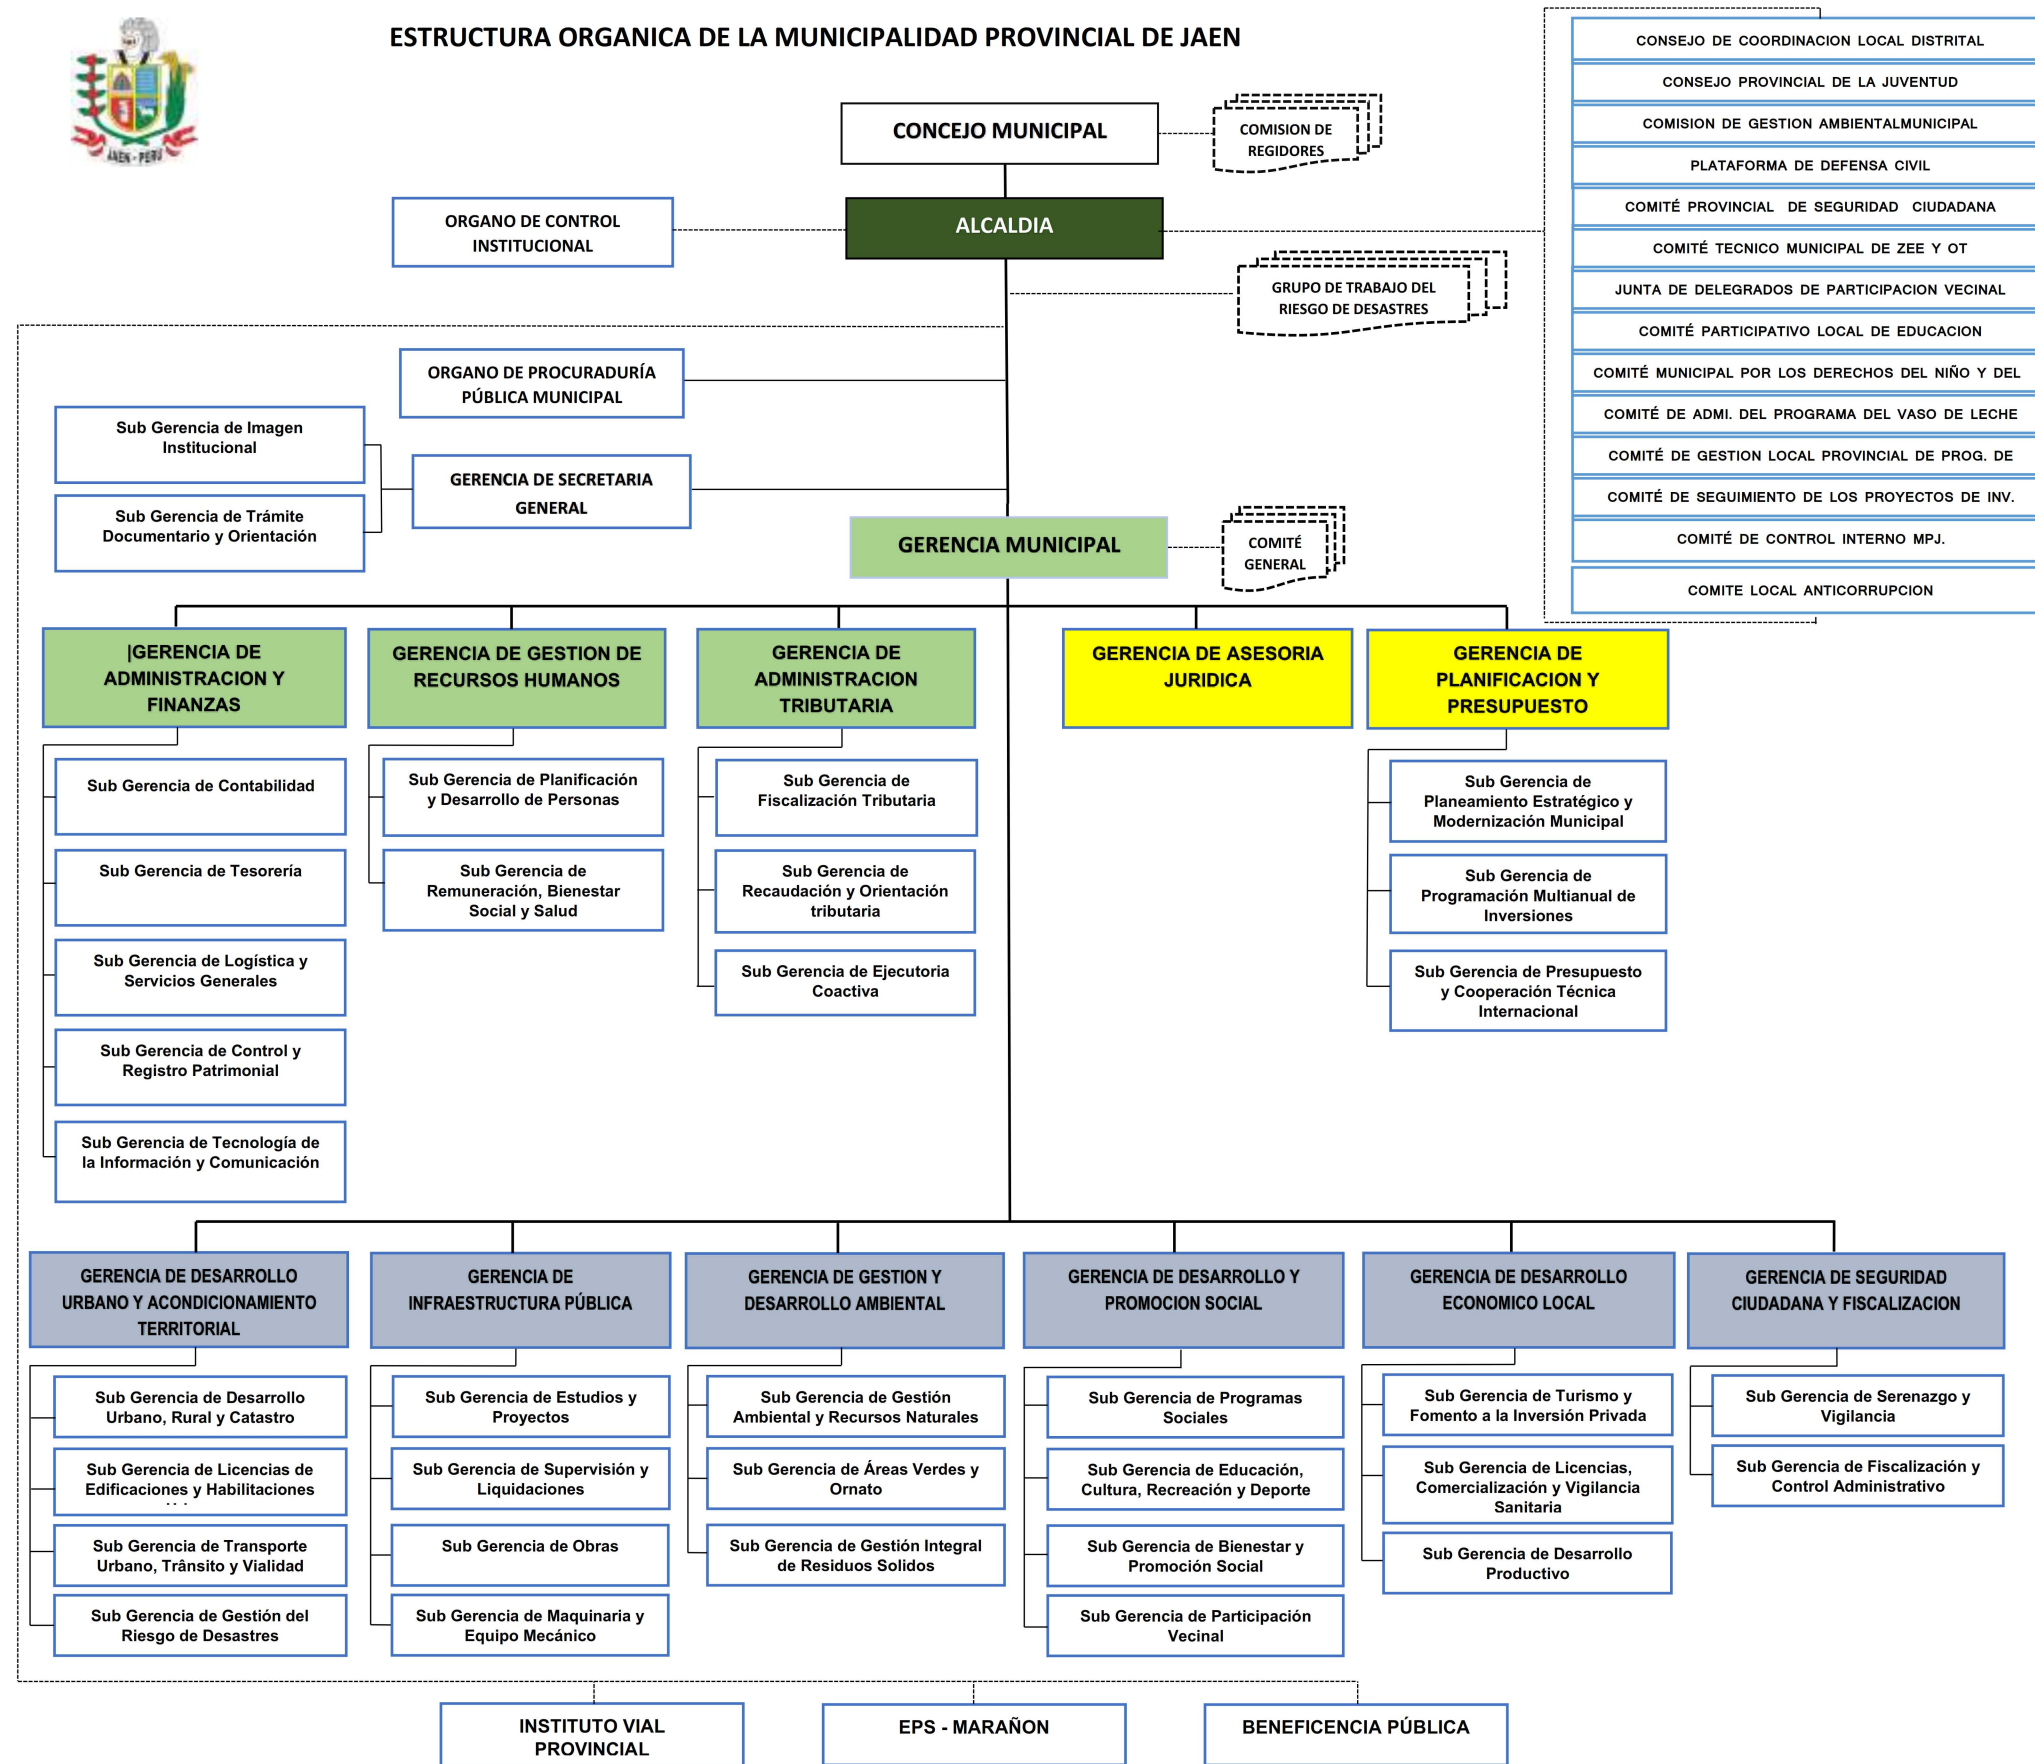 ESTRUCTURA ORGANICA DE LA MUNICIPALIDAD PROVINCIAL DE JAEN
JAEN - PERÚ
CONCEJO MUNICIPAL
COMISION DE
REGIDORES
ORGANO DE CONTROL
INSTITUCIONAL
ALCALDIA
GRUPO DE TRABAJO DEL
RIESGO DE DESASTRES
CONSEJO DE COORDINACION LOCAL DISTRITAL
CONSEJO PROVINCIAL DE LA JUVENTUD
COMISION DE GESTION AMBIENTALMUNICIPAL
PLATAFORMA DE DEFENSA CIVIL
COMITÉ PROVINCIAL DE SEGURIDAD CIUDADANA
COMITÉ TECNICO MUNICIPAL DE ZEE Y OT
JUNTA DE DELEGRADOS DE PARTICIPACION VECINAL
COMITÉ PARTICIPATIVO LOCAL DE EDUCACION
COMITÉ MUNICIPAL POR LOS DERECHOS DEL NIÑO Y DEL
COMITÉ DE ADMI. DEL PROGRAMA DEL VASO DE LECHE
COMITÉ DE GESTION LOCAL PROVINCIAL DE PROG. DE
COMITÉ DE SEGUIMIENTO DE LOS PROYECTOS DE INV.
COMITÉ DE CONTROL INTERNO MPJ.
COMITE LOCAL ANTICORRUPCION
ORGANO DE PROCURADURÍA
PÚBLICA MUNICIPAL
Sub Gerencia de Imagen
Institucional
GERENCIA DE SECRETARIA
GENERAL
Sub Gerencia de Trámite
Documentario y Orientación
GERENCIA MUNICIPAL
COMITÉ
GENERAL
|GERENCIA DE
ADMINISTRACION Y
FINANZAS
GERENCIA DE GESTION DE
RECURSOS HUMANOS
GERENCIA DE
ADMINISTRACION
TRIBUTARIA
GERENCIA DE ASESORIA
JURIDICA
GERENCIA DE
PLANIFICACION Y
PRESUPUESTO
Sub Gerencia de Contabilidad
Sub Gerencia de Tesorería
Sub Gerencia de Logística y
Servicios Generales
Sub Gerencia de Control y
Registro Patrimonial
Sub Gerencia de Tecnología de
la Información y Comunicación
Sub Gerencia de Planificación
y Desarrollo de Personas
Sub Gerencia de
Remuneración, Bienestar
Social y Salud
Sub Gerencia de
Fiscalización Tributaria
Sub Gerencia de
Recaudación y Orientación
tributaria
Sub Gerencia de Ejecutoria
Coactiva
Sub Gerencia de
Planeamiento Estratégico y
Modernización Municipal
Sub Gerencia de
Programación Multianual de
Inversiones
Sub Gerencia de Presupuesto
y Cooperación Técnica
Internacional
GERENCIA DE DESARROLLO
URBANO Y ACONDICIONAMIENTO
TERRITORIAL
GERENCIA DE
INFRAESTRUCTURA PÚBLICA
GERENCIA DE GESTION Y
DESARROLLO AMBIENTAL
GERENCIA DE DESARROLLO Y
PROMOCION SOCIAL
GERENCIA DE DESARROLLO
ECONOMICO LOCAL
GERENCIA DE SEGURIDAD
CIUDADANA Y FISCALIZACION
Sub Gerencia de Desarrollo
Urbano, Rural y Catastro
Sub Gerencia de Licencias de
Edificaciones y Habilitaciones
Sub Gerencia de Transporte
Urbano, Trânsito y Vialidad
Sub Gerencia de Gestión del
Riesgo de Desastres
Sub Gerencia de Estudios y
Proyectos
Sub Gerencia de Supervisión y
Liquidaciones
Sub Gerencia de Obras
Sub Gerencia de Maquinaria y
Equipo Mecánico
Sub Gerencia de Gestión
Ambiental y Recursos Naturales
Sub Gerencia de Áreas Verdes y
Ornato
Sub Gerencia de Gestión Integral
de Residuos Solidos
Sub Gerencia de Programas
Sociales
Sub Gerencia de Educación,
Cultura, Recreación y Deporte
Sub Gerencia de Bienestar y
Promoción Social
Sub Gerencia de Participación
Vecinal
Sub Gerencia de Turismo y
Fomento a la Inversión Privada
Sub Gerencia de Licencias,
Comercialización y Vigilancia
Sanitaria
Sub Gerencia de Desarrollo
Productivo
Sub Gerencia de Serenazgo y
Vigilancia
Sub Gerencia de Fiscalización y
Control Administrativo
INSTITUTO VIAL
PROVINCIAL
EPS - MARAÑON
BENEFICENCIA PÚBLICA